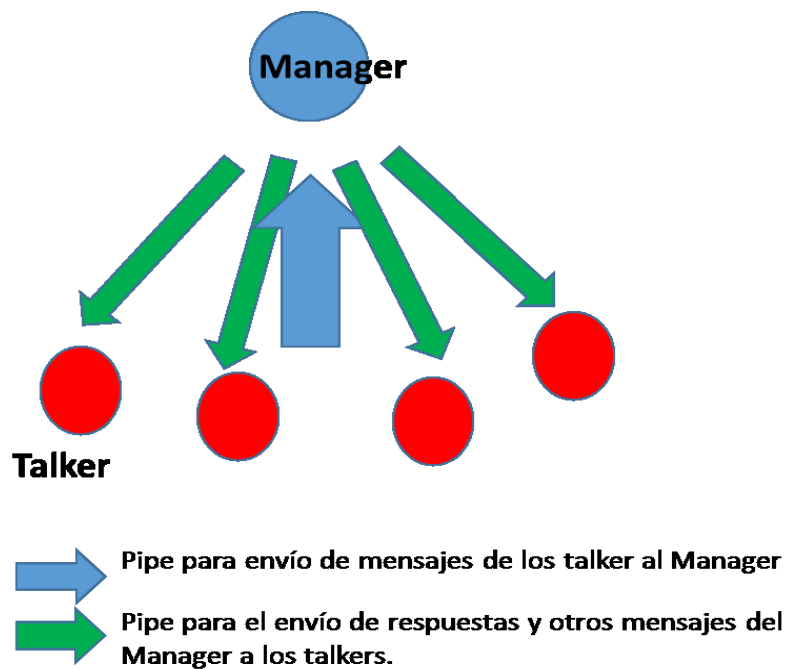 Manager
Talker
Pipe para envío de mensajes de los talker al Manager
Pipe para el envío de respuestas y otros mensajes del
Manager a los talkers.